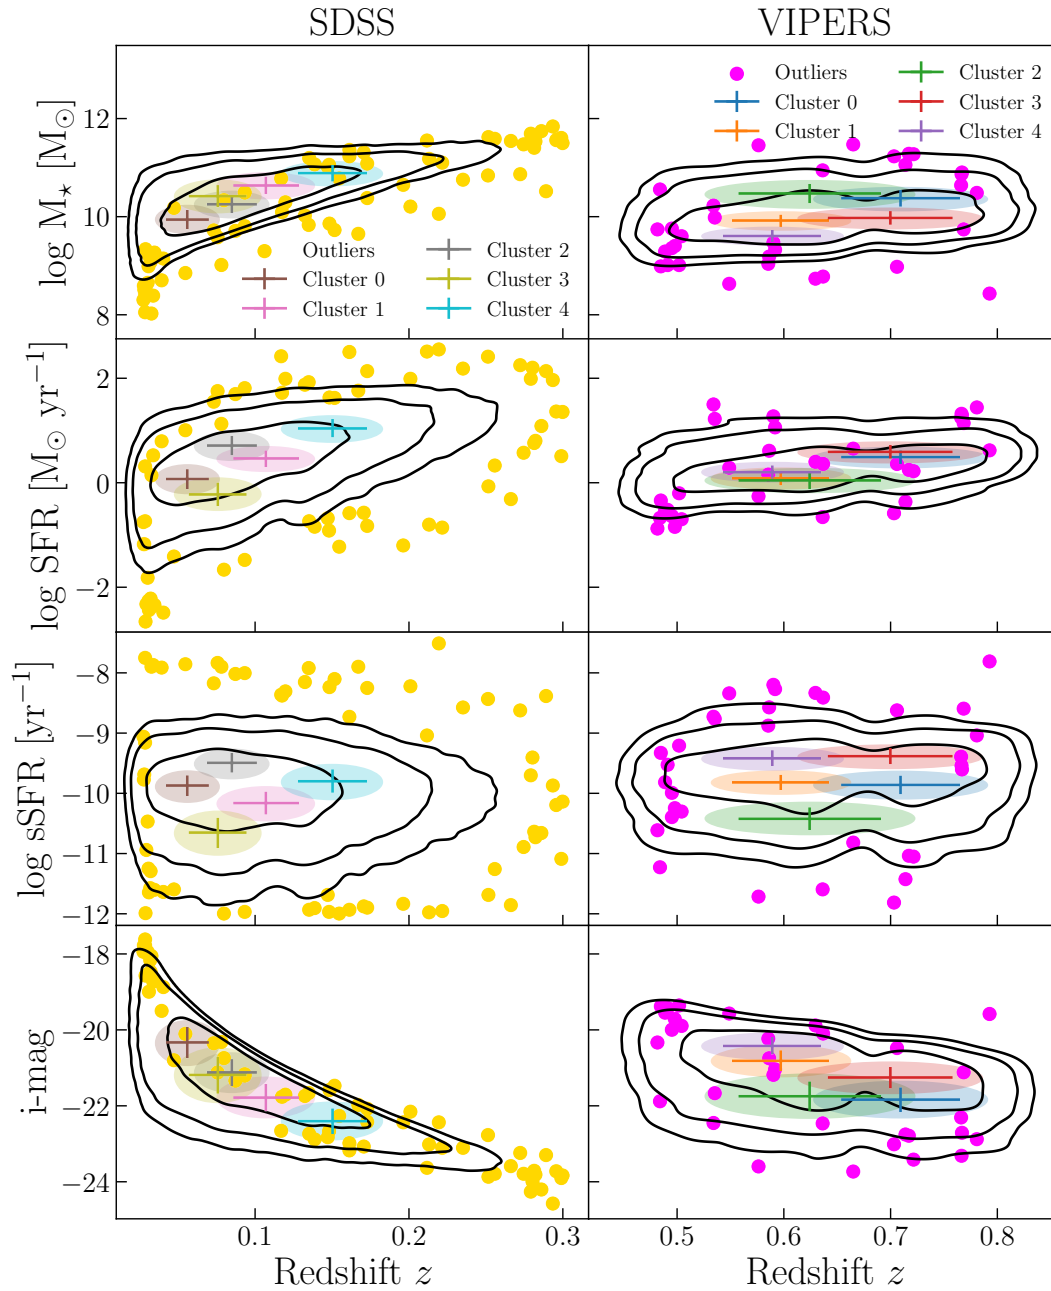 SDSS
VIPERS
log M⋆ [M⊙]
12
10
8
Outliers
Cluster 0
Cluster 1
Cluster 2
Cluster 3
Cluster 4
Outliers
Cluster 0
Cluster 1
Cluster 2
Cluster 3
Cluster 4
log SFR [M⊙ yr−1]
2
0
−2
log sSFR [yr−1]
−8
−9
−10
−11
−12
i-mag
−18
−20
−22
−24
0.1
0.2
0.3
0.5
0.6
0.7
0.8
Redshift z
Redshift z